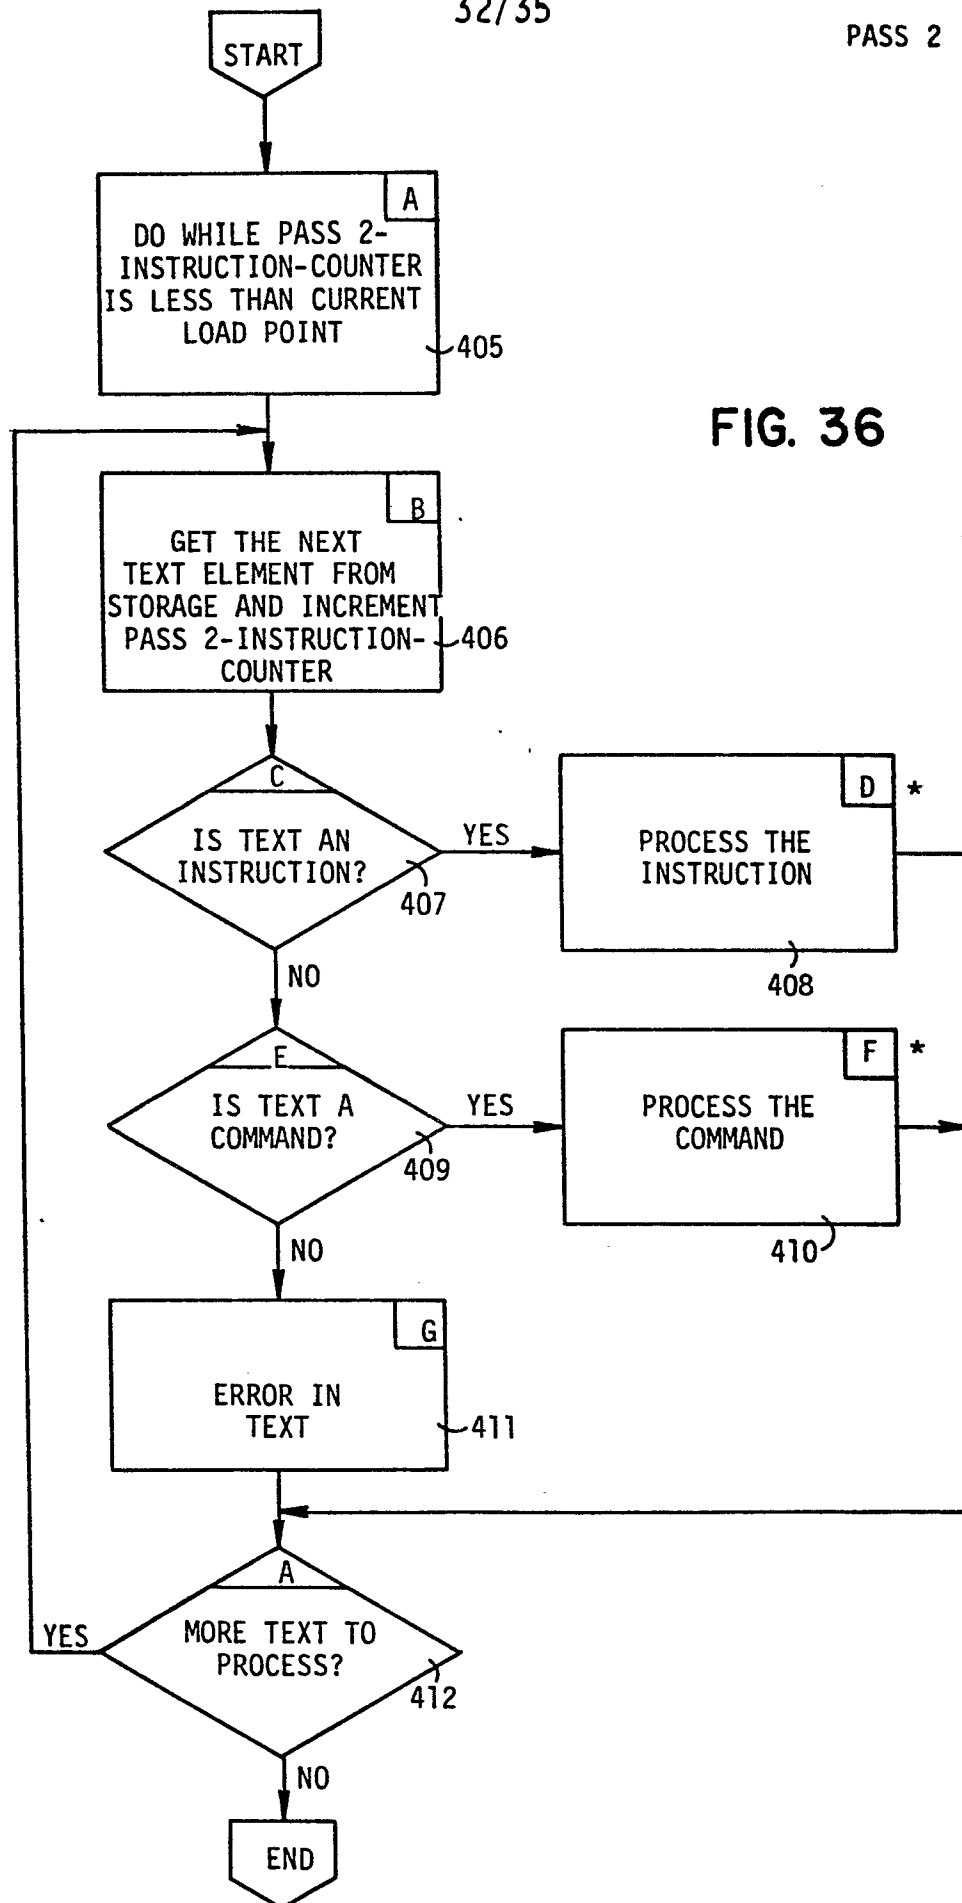 32/35
PASS 2
START
A
DO WHILE PASS 2-
INSTRUCTION-COUNTER
IS LESS THAN CURRENT
LOAD POINT
405
FIG. 36
B
GET THE NEXT
TEXT ELEMENT FROM
STORAGE AND INCREMENT
PASS 2-INSTRUCTION-
COUNTER
406
C
IS TEXT AN
INSTRUCTION?
407
YES
D *
PROCESS THE
INSTRUCTION
408
NO
E
IS TEXT A
COMMAND?
409
YES
F *
PROCESS THE
COMMAND
410
NO
G
ERROR IN
TEXT
411
A
MORE TEXT TO
PROCESS?
412
YES
NO
END